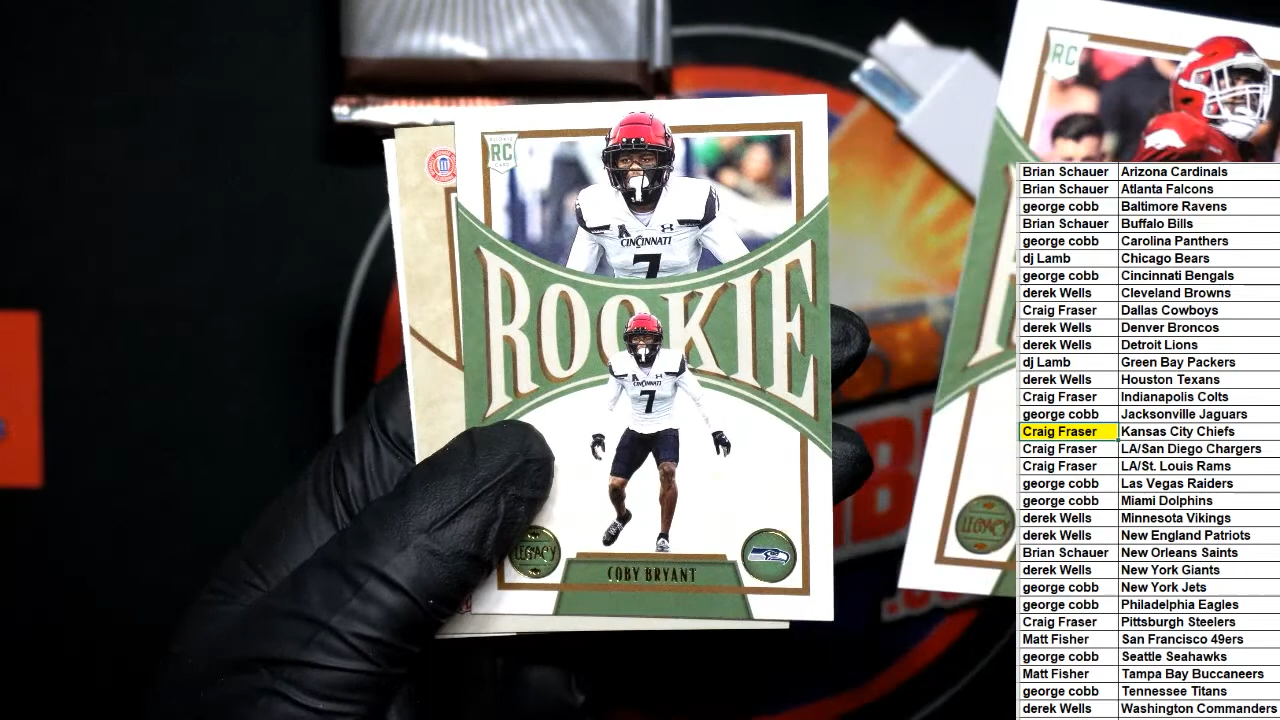 ROOKIE
RC
CARD
CINCINNATI
7
ROOKIE
CINCINNATI
7
LEGACY
COBY BRYANT
RC
LEGACY
Brian Schauer Arizona Cardinals
Brian Schauer Atlanta Falcons
george cobb Baltimore Ravens
Brian Schauer Buffalo Bills
george cobb Carolina Panthers
dj Lamb Chicago Bears
george cobb Cincinnati Bengals
derek Wells Cleveland Browns
Craig Fraser Dallas Cowboys
derek Wells Denver Broncos
derek Wells Detroit Lions
dj Lamb Green Bay Packers
derek Wells Houston Texans
Craig Fraser Indianapolis Colts
george cobb Jacksonville Jaguars
Craig Fraser Kansas City Chiefs
Craig Fraser LA/San Diego Chargers
Craig Fraser LA/St. Louis Rams
george cobb Las Vegas Raiders
george cobb Miami Dolphins
derek Wells Minnesota Vikings
derek Wells New England Patriots
Brian Schauer New Orleans Saints
derek Wells New York Giants
george cobb New York Jets
george cobb Philadelphia Eagles
Craig Fraser Pittsburgh Steelers
Matt Fisher San Francisco 49ers
george cobb Seattle Seahawks
Matt Fisher Tampa Bay Buccaneers
george cobb Tennessee Titans
derek Wells Washington Commanders